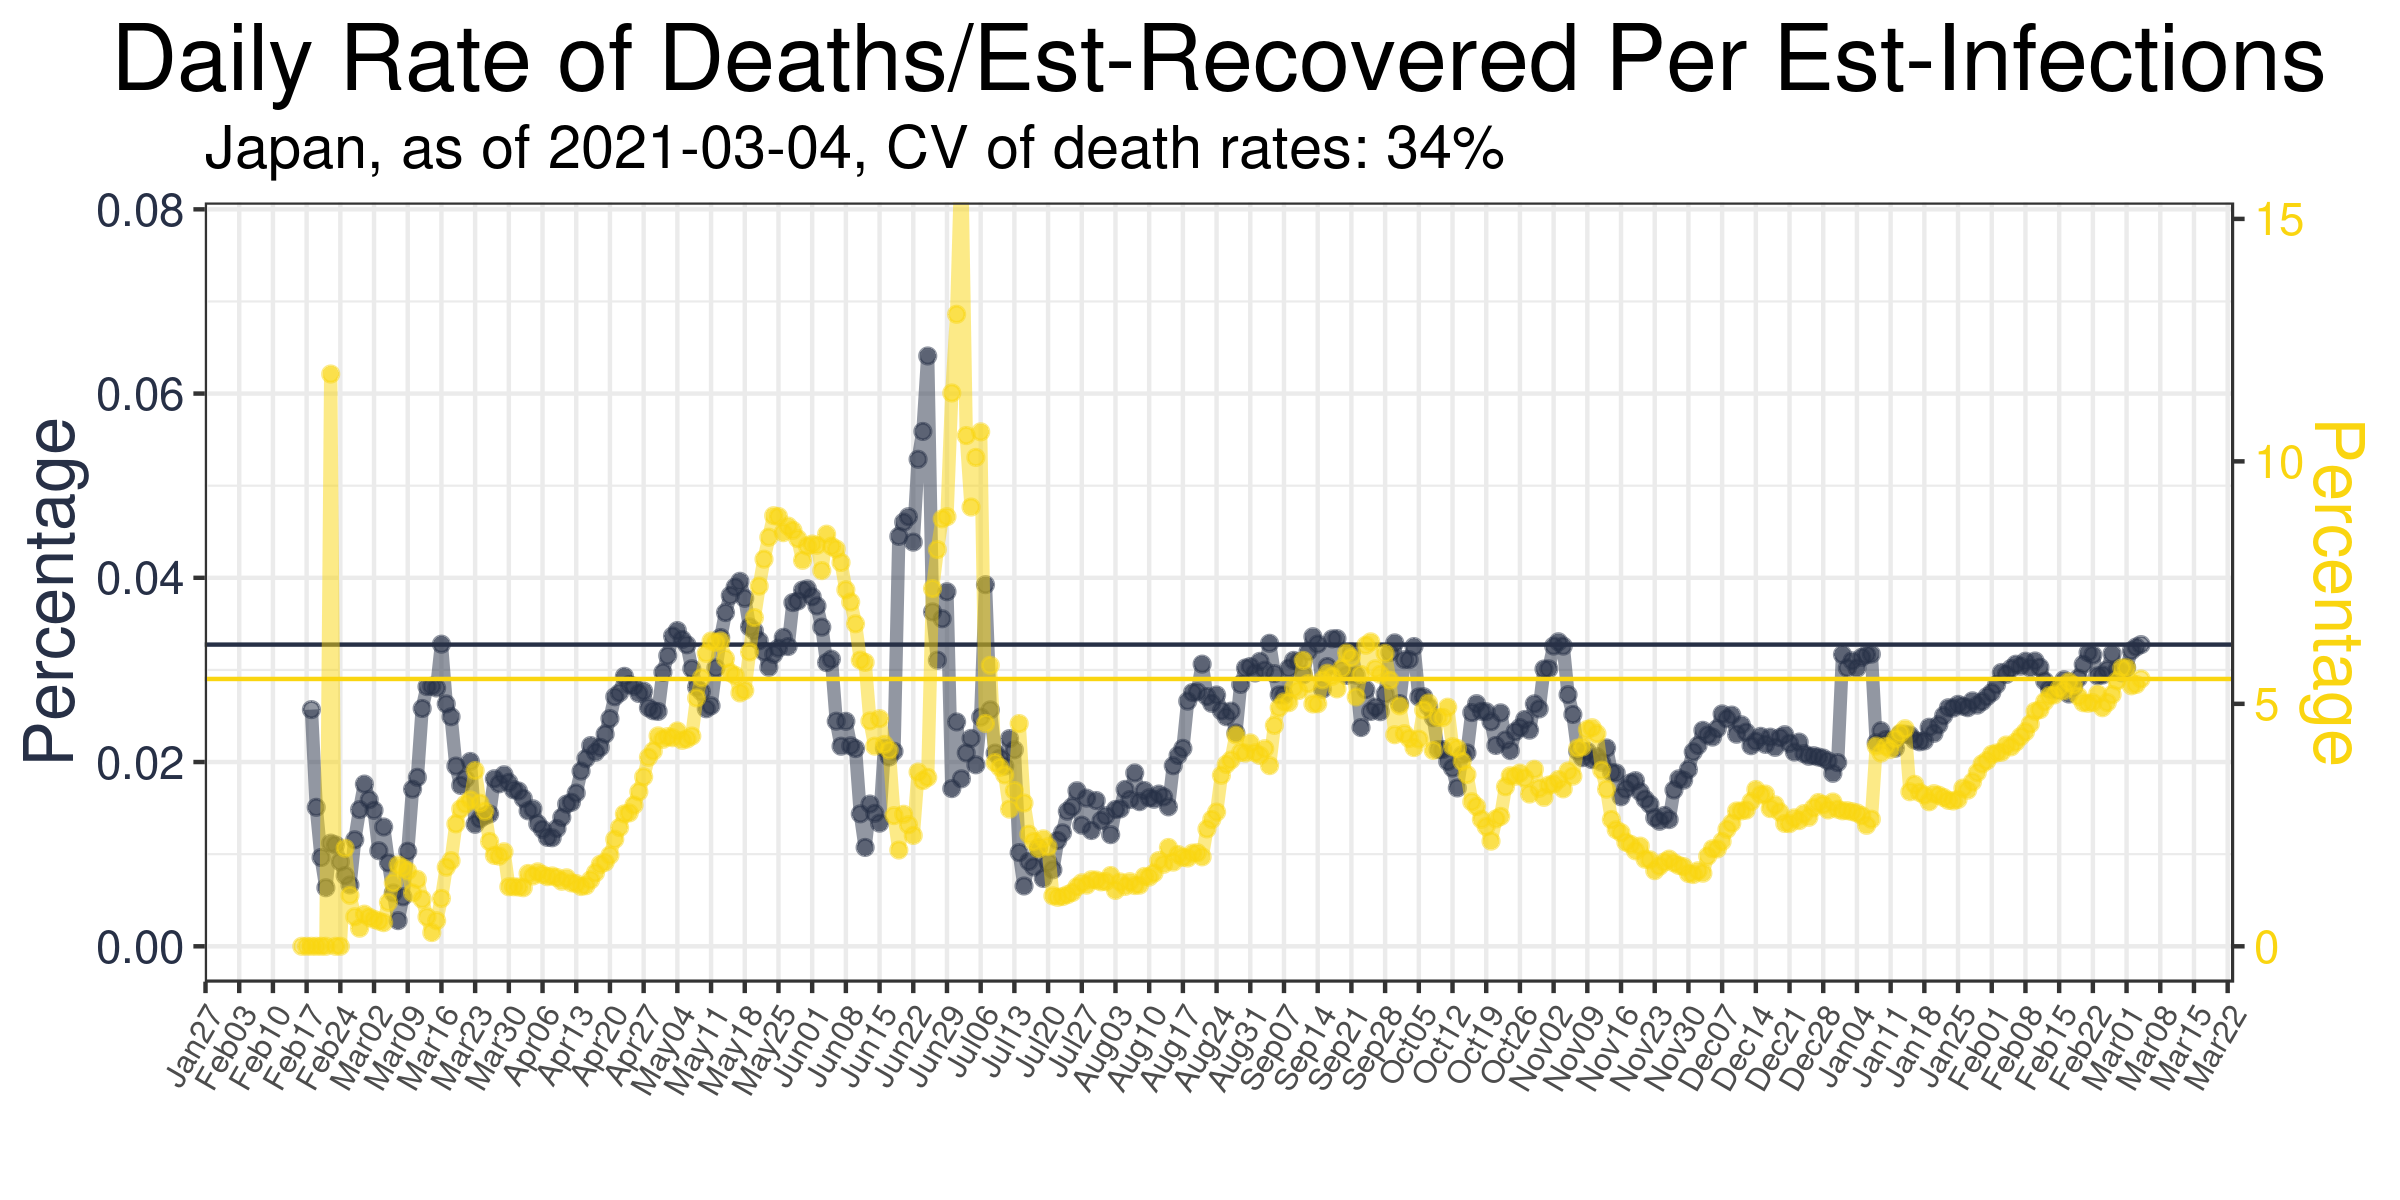 Daily Rate of Deaths/Est-Recovered Per Est-Infections
Japan, as of 2021-03-04, CV of death rates: 34%
Percentage
0.08
0.06
0.04
0.02
0.00
15
10
5
0
Percentage
Jan27
Feb03
Feb10
Feb17
Feb24
Mar02
Mar09
Mar16
Mar23
Mar30
Apr06
Apr13
Apr20
Apr27
May04
May11
May18
May25
Jun01
Jun08
Jun15
Jun22
Jun29
Jul06
Jul13
Jul20
Jul27
Aug03
Aug10
Aug17
Aug24
Aug31
Sep07
Sep14
Sep21
Sep28
Oct05
Oct12
Oct19
Oct26
Nov02
Nov09
Nov16
Nov23
Nov30
Nov07
Dec14
Dec21
Dec28
Dec04
Jan11
Jan18
Jan18
Jan25
Feb01
Feb08
Feb15
Feb22
Mar01
Mar08
Mar15
Mar22